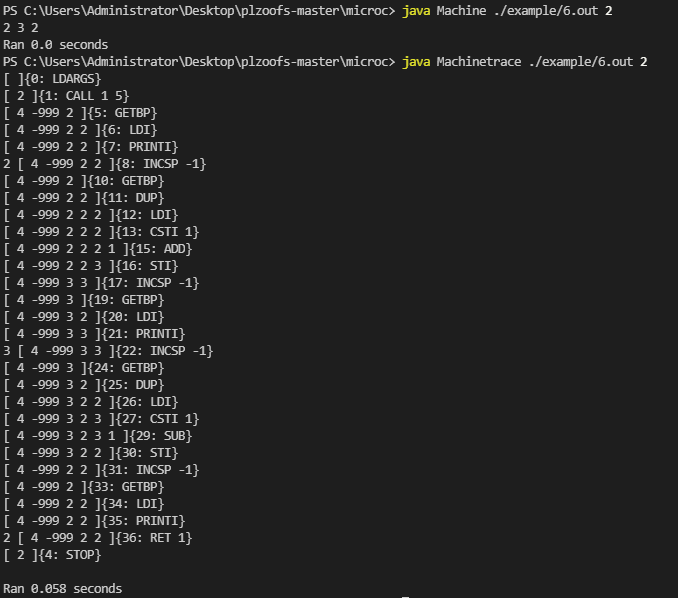 PS C:\Users\Administrator\Desktop\plzoofs-master\microc> java Machine ./example/6.out 2
2 3 2
Ran 0.0 seconds
PS C:\Users\Administrator\Desktop\plzoofs-master\microc> java Machinetrace ./example/6.out 2
[ ]{0: LDARGS}
[ 2 ]{1: CALL 1 5}
[ 4 -999 2 ]{5: GETBP}
[ 4 -999 2 2 ]{6: LDI}
[ 4 -999 2 2 ]{7: PRINTI}
2 [ 4 -999 2 2 ]{8: INCSP -1}
[ 4 -999 2 ]{10: GETBP}
[ 4 -999 2 2 ]{11: DUP}
[ 4 -999 2 2 2 ]{12: LDI}
[ 4 -999 2 2 2 ]{13: CSTI 1}
[ 4 -999 2 2 2 1 ]{15: ADD}
[ 4 -999 2 2 3 ]{16: STI}
[ 4 -999 3 3 ]{17: INCSP -1}
[ 4 -999 3 ]{19: GETBP}
[ 4 -999 3 2 ]{20: LDI}
[ 4 -999 3 3 ]{21: PRINTI}
3 [ 4 -999 3 3 ]{22: INCSP -1}
[ 4 -999 3 ]{24: GETBP}
[ 4 -999 3 2 ]{25: DUP}
[ 4 -999 3 2 2 ]{26: LDI}
[ 4 -999 3 2 3 ]{27: CSTI 1}
[ 4 -999 3 2 3 1 ]{29: SUB}
[ 4 -999 3 2 2 ]{30: STI}
[ 4 -999 2 2 ]{31: INCSP -1}
[ 4 -999 2 ]{33: GETBP}
[ 4 -999 2 2 ]{34: LDI}
[ 4 -999 2 2 ]{35: PRINTI}
2 [ 4 -999 2 2 ]{36: RET 1}
[ 2 ]{4: STOP}
Ran 0.058 seconds